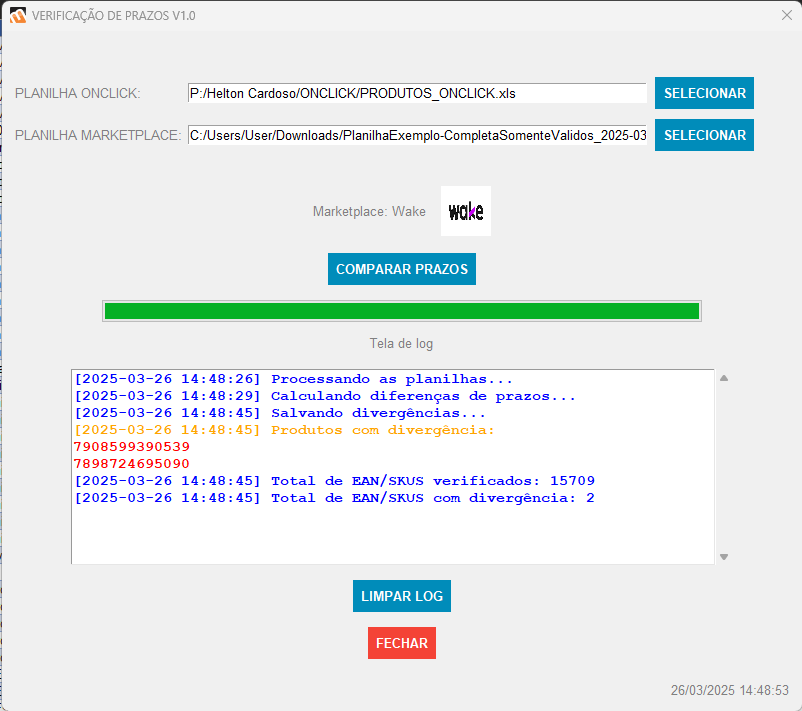 VERIFICAÇÃO DE PRAZOS V1.0
PLANILHA ONCLICK: P:/Helton Cardoso/ONCLICK/PRODUTOS_ONCLICK.xls SELECIONAR
PLANILHA MARKETPLACE: C:/Users/User/Downloads/PlanilhaExemplo-CompletaSomenteValidos_2025-03 SELECIONAR
Marketplace: Wake wake
COMPARAR PRAZOS
Tela de log
[2025-03-26 14:48:26] Processando as planilhas...
[2025-03-26 14:48:29] Calculando diferenças de prazos...
[2025-03-26 14:48:45] Salvando divergências...
[2025-03-26 14:48:45] Produtos com divergência:
7908599390539
7898724695090
[2025-03-26 14:48:45] Total de EAN/SKUS verificados: 15709
[2025-03-26 14:48:45] Total de EAN/SKUS com divergência: 2
LIMPAR LOG
FECHAR
26/03/2025 14:48:53